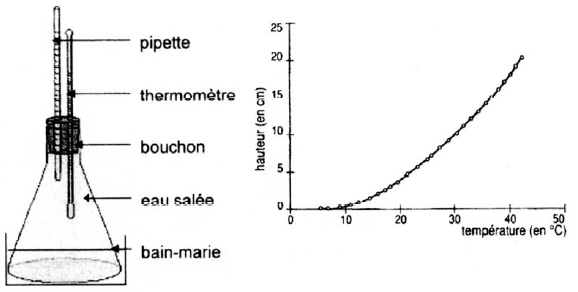 pipette
thermomètre
bouchon
eau salée
bain-marie
hauteur (en cm)
25
20
15
10
5
0
0 10 20 30 40 50
température (en °C)